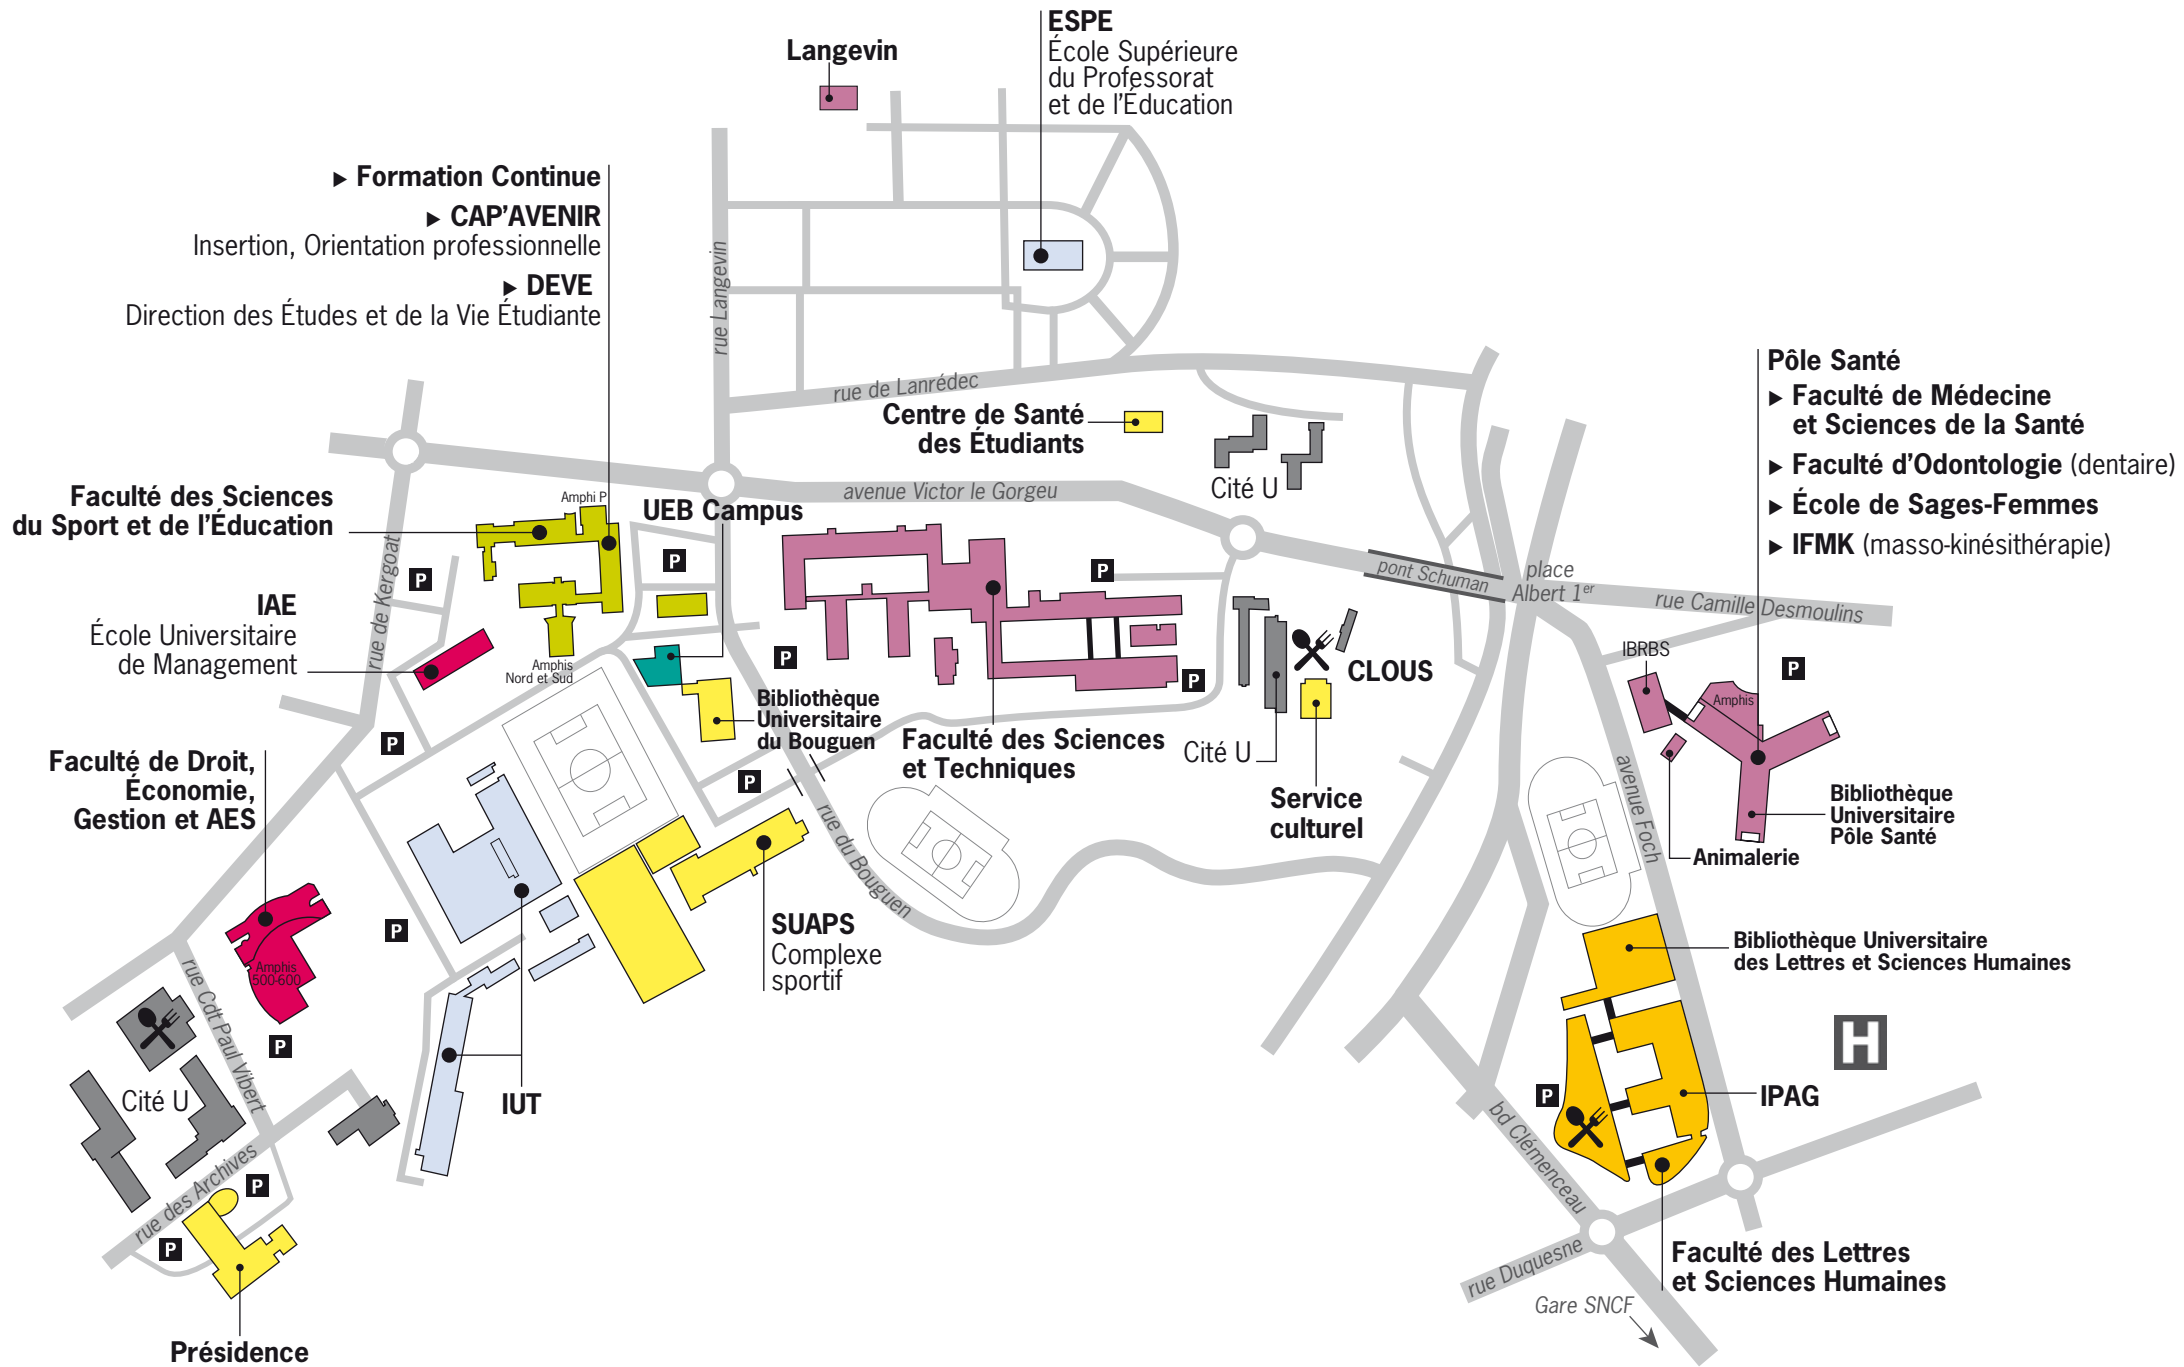 Langevin
ESPE
École Supérieure
du Professorat
et de l'Éducation
▶ Formation Continue
▶ CAP'AVENIR
Insertion, Orientation professionnelle
▶ DEVE
Direction des Études et de la Vie Étudiante
rue Langevin
rue de Lanrédec
Centre de Santé
des Étudiants
Cité U
Pôle Santé
▶ Faculté de Médecine
et Sciences de la Santé
▶ Faculté d'Odontologie (dentaire)
▶ École de Sages-Femmes
▶ IFMK (masso-kinésithérapie)
Faculté des Sciences
du Sport et de l'Éducation
Amphi P
UEB Campus
avenue Victor le Gorgeu
pont Schuman
place
Albert 1er
rue Camille Desmoulins
rue de Kergoat
P
P
P
IAE
École Universitaire
de Management
Amphis
Nord et Sud
P
P
IBRBS
P
Amphis
CLOUS
Bibliothèque
Universitaire
du Bouguen
Faculté des Sciences
et Techniques
Cité U
Service
culturel
P
P
Faculté de Droit,
Économie,
Gestion et AES
avenue Foch
Bibliothèque
Universitaire
Pôle Santé
Animalerie
rue du Bouguen
P
SUAPS
Complexe
sportif
Amphis
500-600
rue Cdt Paul Vibert
P
Bibliothèque Universitaire
des Lettres et Sciences Humaines
H
Cité U
IUT
P
IPAG
bd Clémenceau
rue des Archives
P
P
rue Duquesne
Faculté des Lettres
et Sciences Humaines
Gare SNCF
Présidence